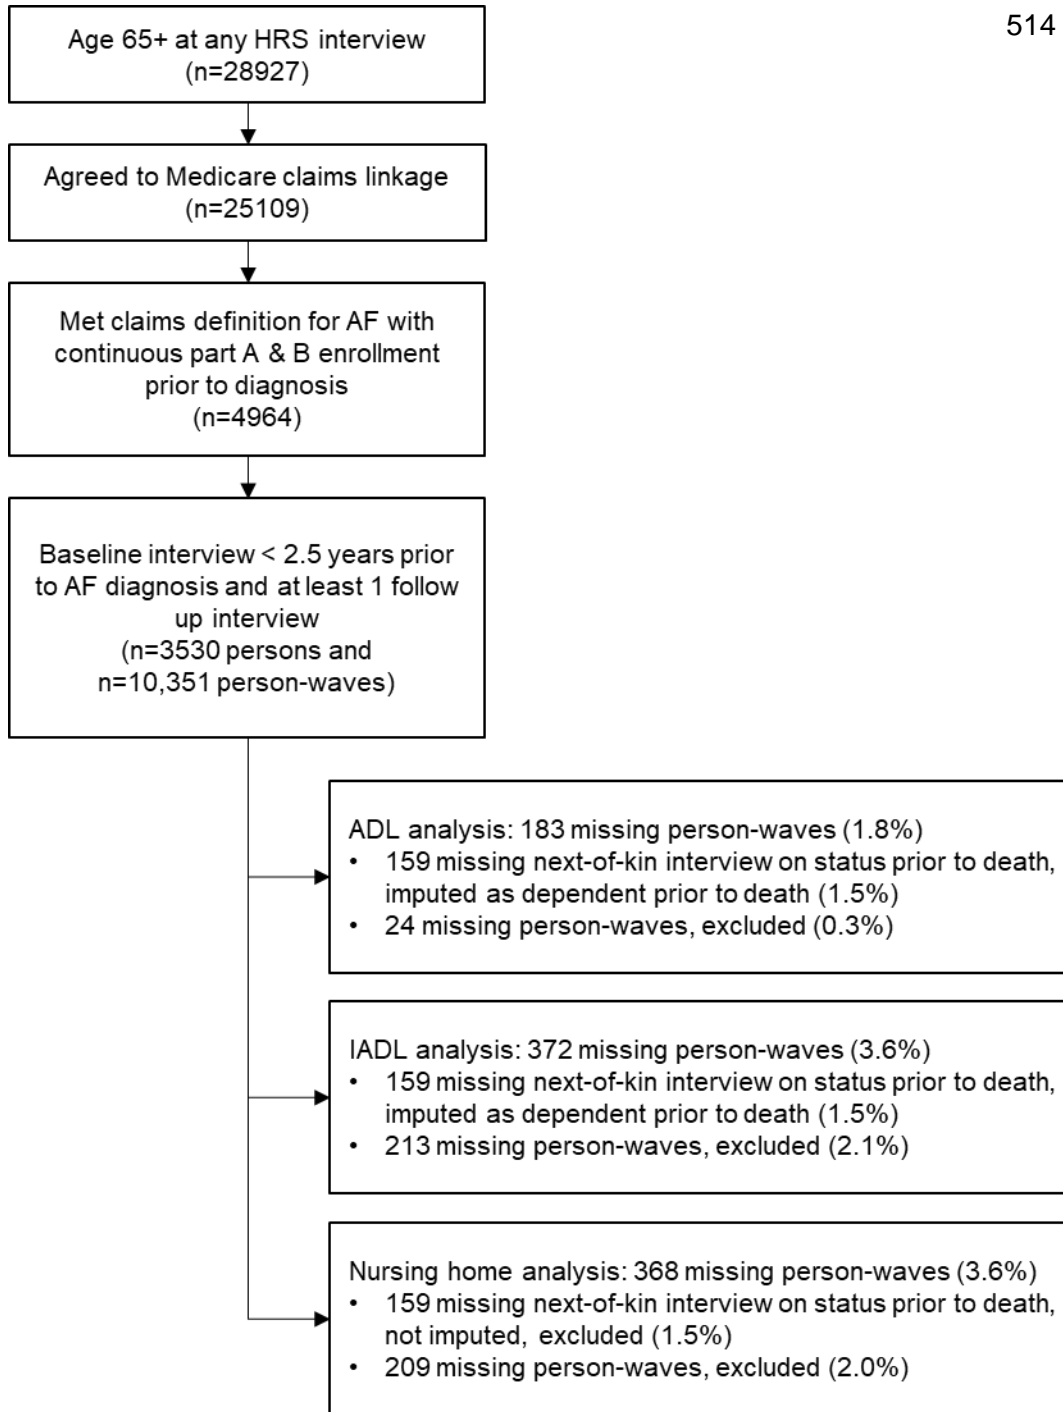 514
Age 65+ at any HRS interview
(n=28927)
Agreed to Medicare claims linkage
(n=25109)
Met claims definition for AF with
continuous part A & B enrollment
prior to diagnosis
(n=4964)
Baseline interview < 2.5 years prior
to AF diagnosis and at least 1 follow
up interview
(n=3530 persons and
n=10,351 person-waves)
ADL analysis: 183 missing person-waves (1.8%)
• 159 missing next-of-kin interview on status prior to death,
imputed as dependent prior to death (1.5%)
• 24 missing person-waves, excluded (0.3%)
IADL analysis: 372 missing person-waves (3.6%)
• 159 missing next-of-kin interview on status prior to death,
imputed as dependent prior to death (1.5%)
• 213 missing person-waves, excluded (2.1%)
Nursing home analysis: 368 missing person-waves (3.6%)
• 159 missing next-of-kin interview on status prior to death,
not imputed, excluded (1.5%)
• 209 missing person-waves, excluded (2.0%)